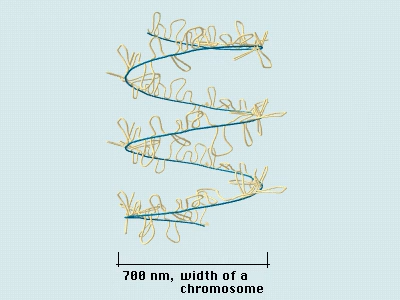 700 nm, width of a
chromosome